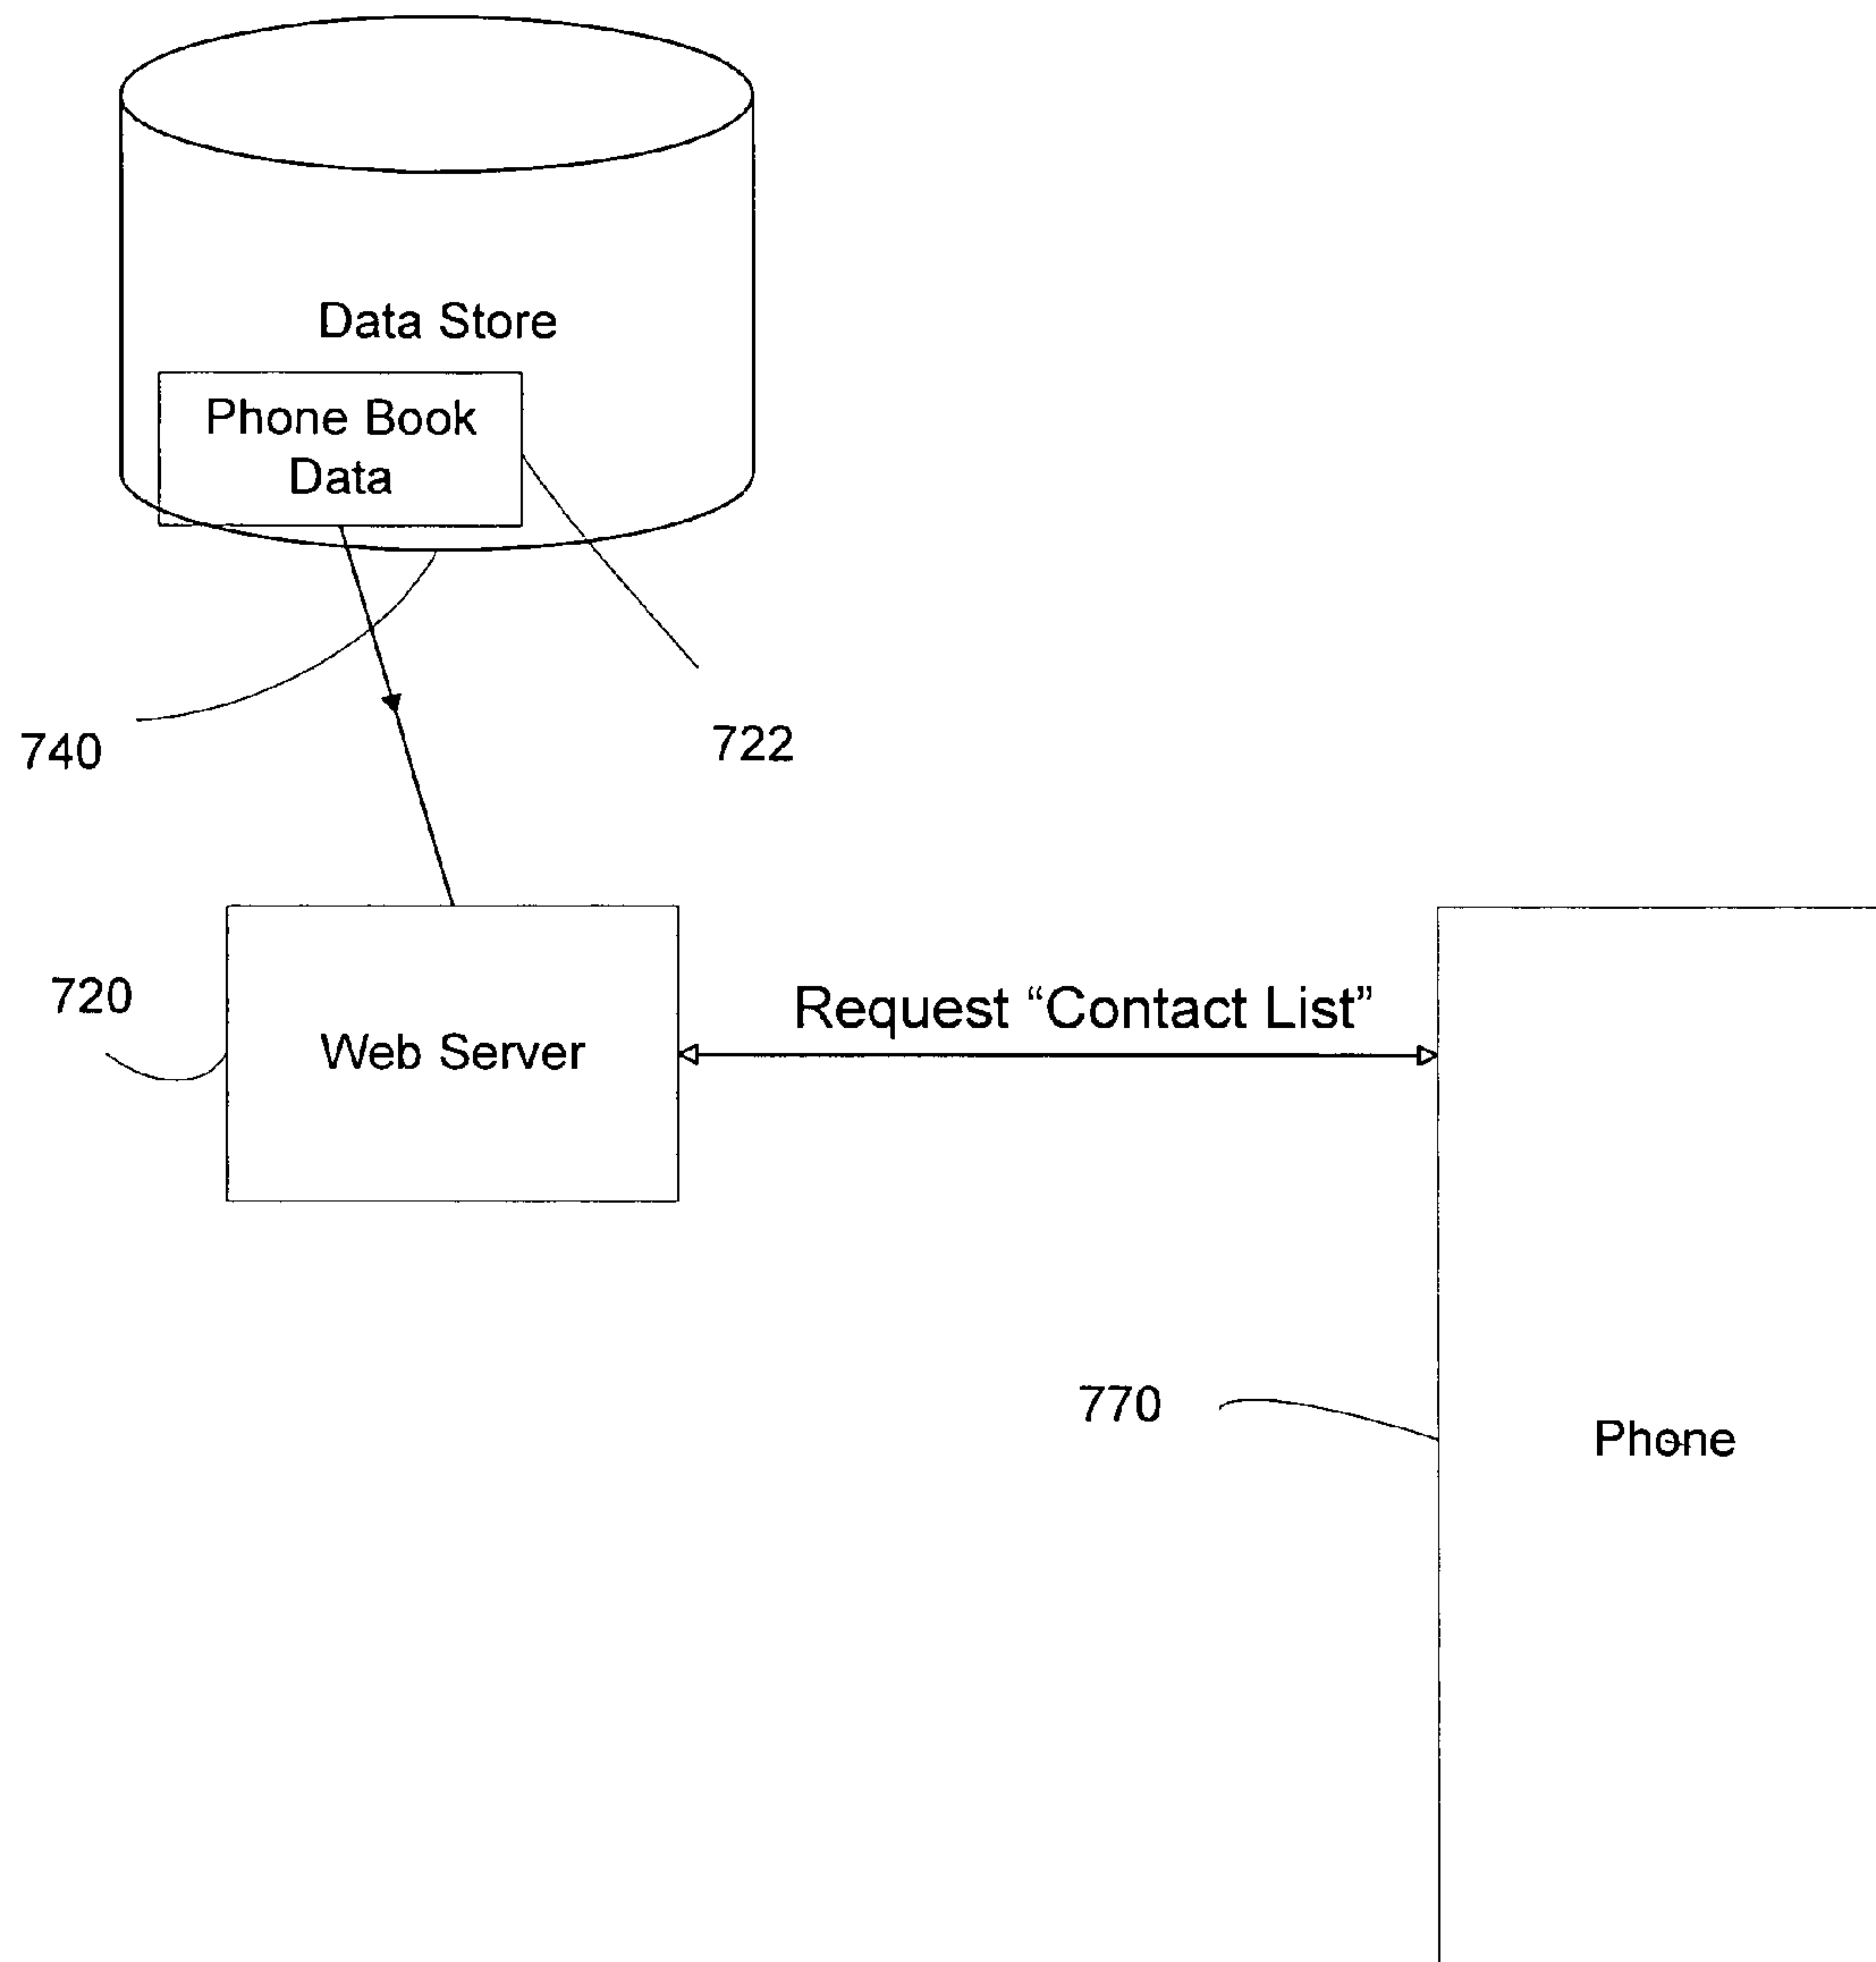 Data Store
Phone Book
Data
740
722
720
Web Server
Request “Contact List”
770
Phone